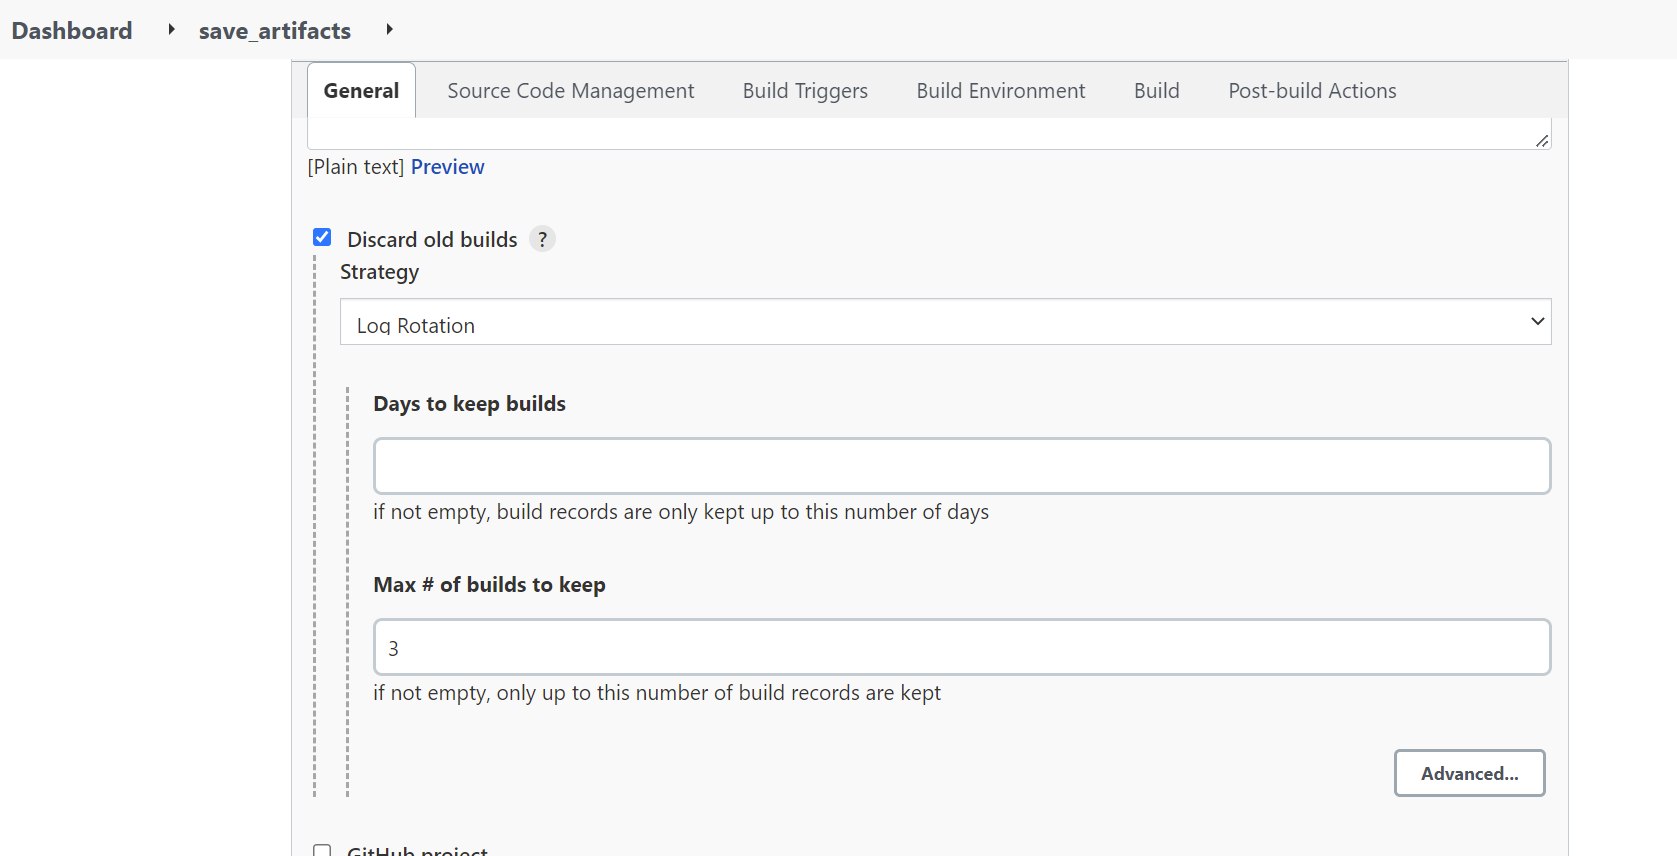 Dashboard save_artifacts
General Source Code Management Build Triggers Build Environment Build Post-build Actions
[Plain text] Preview
Discard old builds ?
Strategy
Log Rotation
Days to keep builds
if not empty, build records are only kept up to this number of days
Max # of builds to keep
3
if not empty, only up to this number of build records are kept
Advanced...
GitHub project